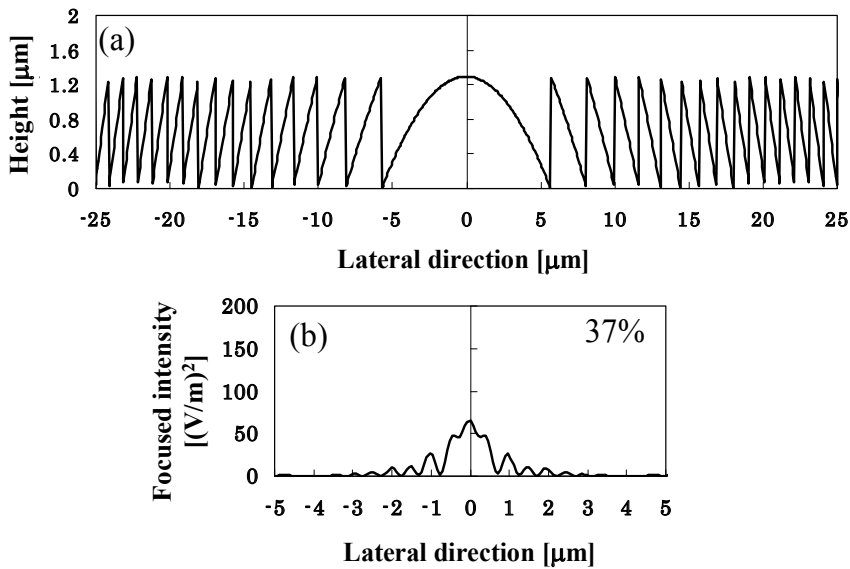 (a)
Height [μm]
2
1.6
1.2
0.8
0.4
0
-25 -20 -15 -10 -5 0 5 10 15 20 25
Lateral direction [μm]
(b)
37%
Focused intensity
[(V/m)²]
200
150
100
50
0
-5 -4 -3 -2 -1 0 1 2 3 4 5
Lateral direction [μm]